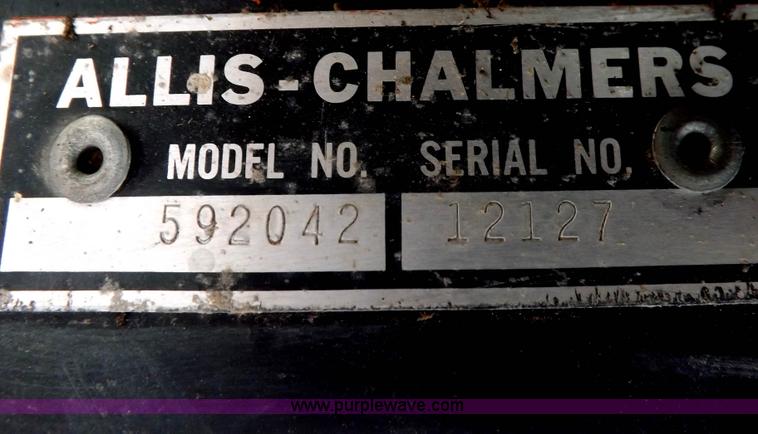 ALLIS-CHALMERS
MODEL NO. SERIAL NO.
592042 12127
www.purplewave.com